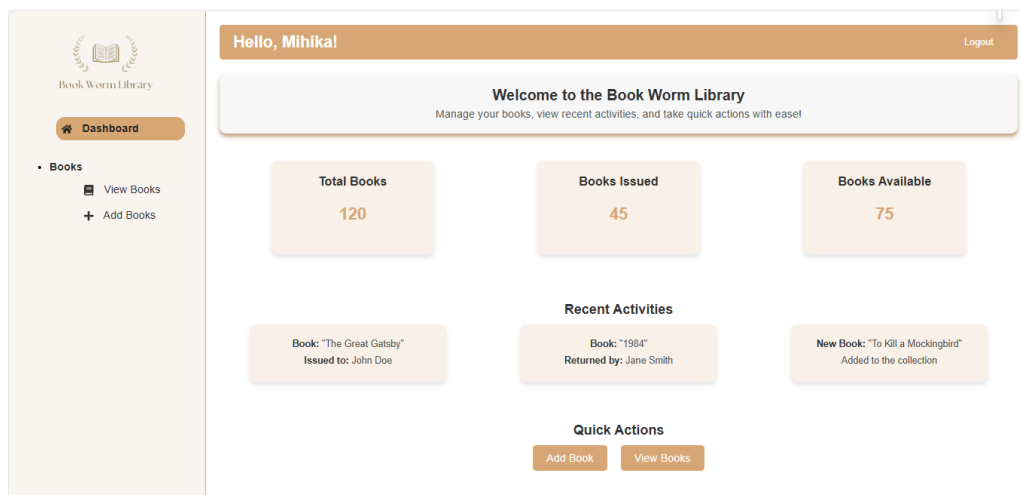 Book Worm Library
Dashboard
Books
View Books
Add Books
Hello, Mihika!
Logout
Welcome to the Book Worm Library
Manage your books, view recent activities, and take quick actions with ease!
Total Books
120
Books Issued
45
Books Available
75
Recent Activities
Book: "The Great Gatsby"
Issued to: John Doe
Book: "1984"
Returned by: Jane Smith
New Book: "To Kill a Mockingbird"
Added to the collection
Quick Actions
Add Book
View Books